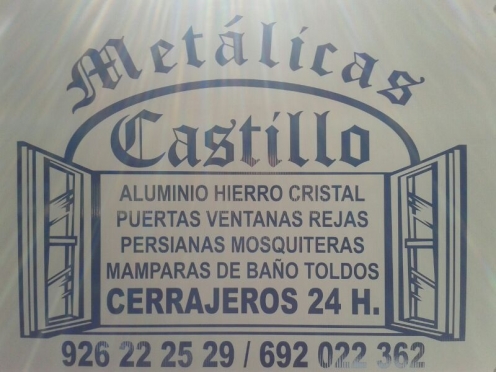 Metálicas
Castillo
ALUMINIO HIERRO CRISTAL
PUERTAS VENTANAS REJAS
PERSIANAS MOSQUITERAS
MAMPARAS DE BAÑO TOLDOS
CERRAJEROS 24 H.
926 22 25 29 / 692 022 362